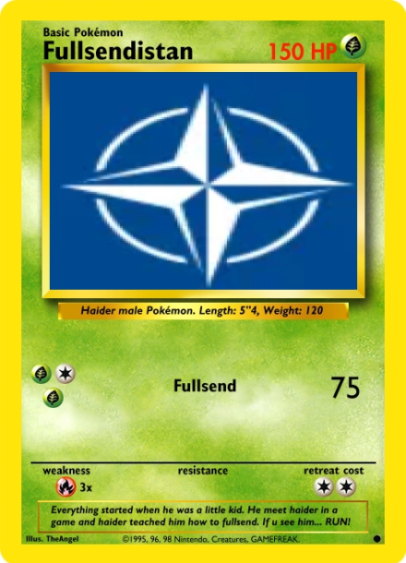 Basic Pokémon
Fullsendistan 150 HP
Haider male Pokémon. Length: 5"4, Weight: 120
Fullsend 75
weakness resistance retreat cost
3x
Everything started when he was a little kid. He meet haider in a
game and haider teached him how to fullsend. If u see him... RUN!
Illus. TheAngel ©1995, 96, 98 Nintendo, Creatures, GAMEFREAK.